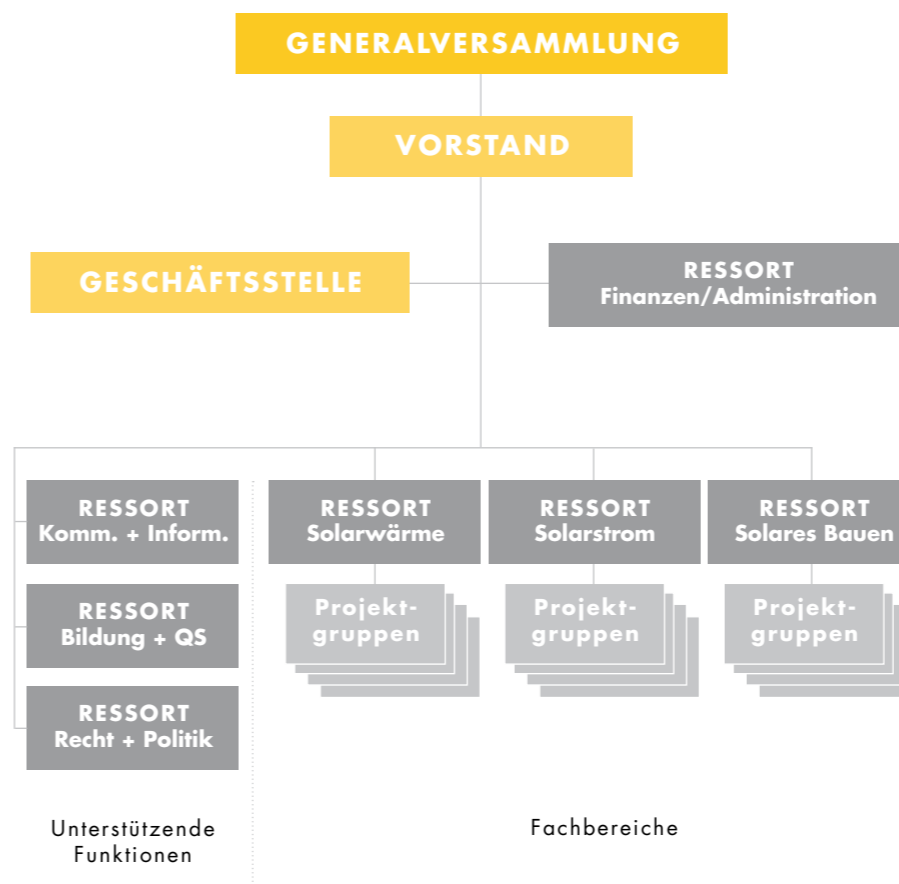 GENERALVERSAMMLUNG
VORSTAND
GESCHÄFTSSTELLE
RESSORT
Finanzen/Administration
RESSORT
Komm. + Inform.
RESSORT
Bildung + QS
RESSORT
Recht + Politik
RESSORT
Solarwärme
Projekt-
gruppen
RESSORT
Solarstrom
Projekt-
gruppen
RESSORT
Solares Bauen
Projekt-
gruppen
Unterstützende
Funktionen
Fachbereiche